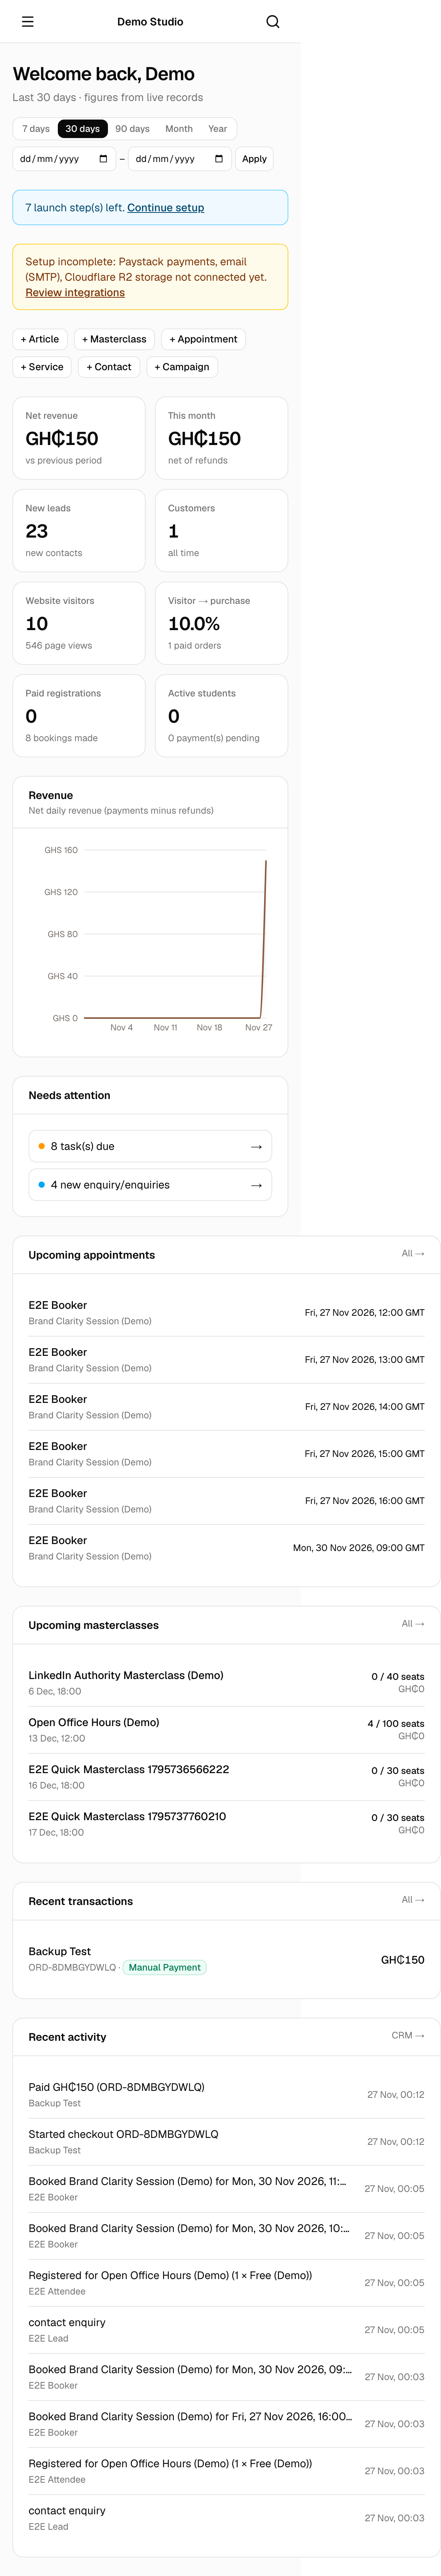 Demo Studio
Welcome back, Demo
Last 30 days · figures from live records
7 days 30 days 90 days Month Year
dd/mm/yyyy – dd/mm/yyyy Apply
7 launch step(s) left. Continue setup
Setup incomplete: Paystack payments, email
(SMTP), Cloudflare R2 storage not connected yet.
Review integrations
+ Article + Masterclass + Appointment
+ Service + Contact + Campaign
Net revenue
GH₵150
vs previous period
This month
GH₵150
net of refunds
New leads
23
new contacts
Customers
1
all time
Website visitors
10
546 page views
Visitor → purchase
10.0%
1 paid orders
Paid registrations
0
8 bookings made
Active students
0
0 payment(s) pending
Revenue
Net daily revenue (payments minus refunds)
GHS 160
GHS 120
GHS 80
GHS 40
GHS 0
Nov 4 Nov 11 Nov 18 Nov 27
Needs attention
8 task(s) due →
4 new enquiry/enquiries →
Upcoming appointments All →
E2E Booker
Brand Clarity Session (Demo)
Fri, 27 Nov 2026, 12:00 GMT
E2E Booker
Brand Clarity Session (Demo)
Fri, 27 Nov 2026, 13:00 GMT
E2E Booker
Brand Clarity Session (Demo)
Fri, 27 Nov 2026, 14:00 GMT
E2E Booker
Brand Clarity Session (Demo)
Fri, 27 Nov 2026, 15:00 GMT
E2E Booker
Brand Clarity Session (Demo)
Fri, 27 Nov 2026, 16:00 GMT
E2E Booker
Brand Clarity Session (Demo)
Mon, 30 Nov 2026, 09:00 GMT
Upcoming masterclasses All →
LinkedIn Authority Masterclass (Demo)
6 Dec, 18:00
0 / 40 seats
GH₵0
Open Office Hours (Demo)
13 Dec, 12:00
4 / 100 seats
GH₵0
E2E Quick Masterclass 1795736566222
16 Dec, 18:00
0 / 30 seats
GH₵0
E2E Quick Masterclass 1795737760210
17 Dec, 18:00
0 / 30 seats
GH₵0
Recent transactions All →
Backup Test
ORD-8DMBGYDWLQ · Manual Payment
GH₵150
Recent activity CRM →
Paid GH₵150 (ORD-8DMBGYDWLQ)
Backup Test
27 Nov, 00:12
Started checkout ORD-8DMBGYDWLQ
Backup Test
27 Nov, 00:12
Booked Brand Clarity Session (Demo) for Mon, 30 Nov 2026, 11:...
E2E Booker
27 Nov, 00:05
Booked Brand Clarity Session (Demo) for Mon, 30 Nov 2026, 10:...
E2E Booker
27 Nov, 00:05
Registered for Open Office Hours (Demo) (1 × Free (Demo))
E2E Attendee
27 Nov, 00:05
contact enquiry
E2E Lead
27 Nov, 00:05
Booked Brand Clarity Session (Demo) for Mon, 30 Nov 2026, 09:...
E2E Booker
27 Nov, 00:03
Booked Brand Clarity Session (Demo) for Fri, 27 Nov 2026, 16:00...
E2E Booker
27 Nov, 00:03
Registered for Open Office Hours (Demo) (1 × Free (Demo))
E2E Attendee
27 Nov, 00:03
contact enquiry
E2E Lead
27 Nov, 00:03